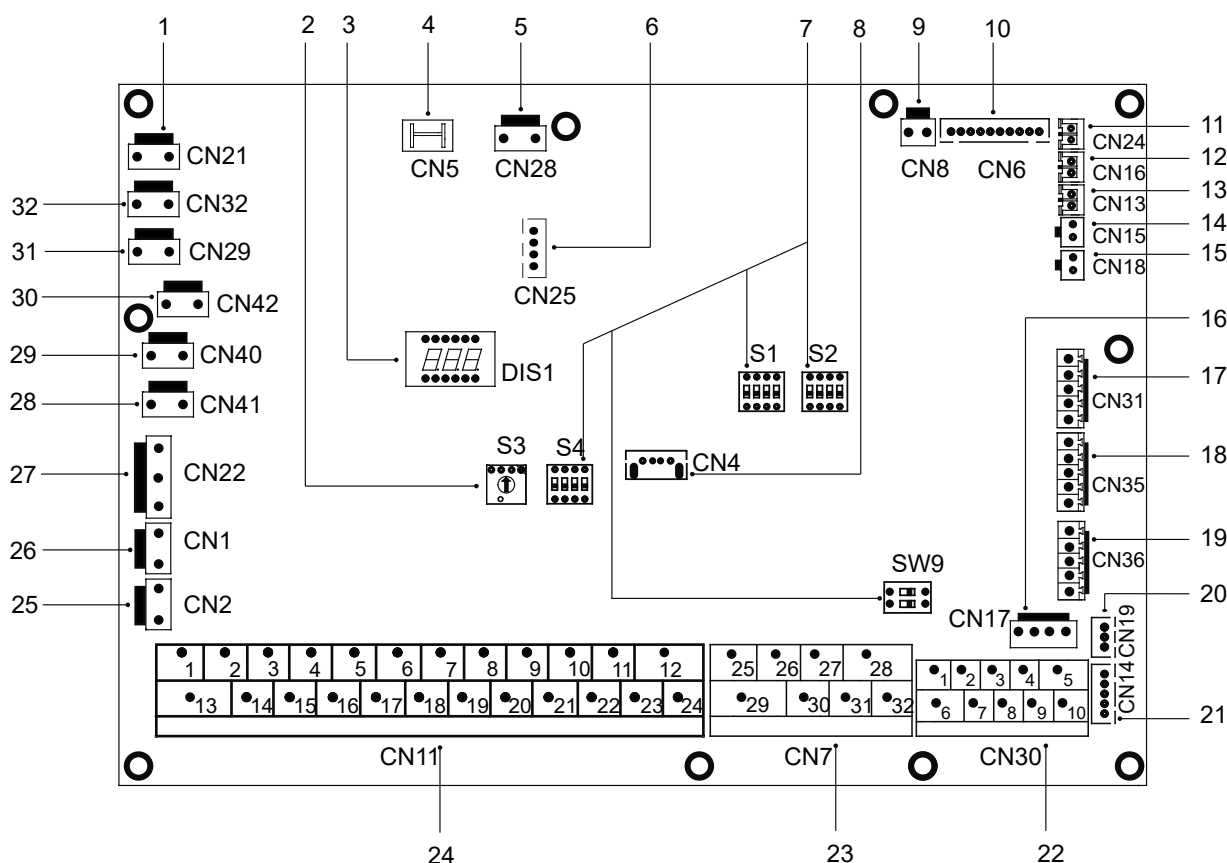 1 2 3 4 5 6 7 8 9 10
CN21
CN5
CN28
CN8
CN6
CN24 11
CN16 12
CN13 13
CN15 14
CN18 15
32 CN32
31 CN29
CN25
30 CN42
16
29 CN40
DIS1
S1 S2
28 CN41
CN31 17
S3 S4
CN4
27 CN22
CN35 18
26 CN1
CN36 19
25 CN2
SW9
20
CN17
CN19
1 2 3 4 5 6 7 8 9 10 11 12
25 26 27 28
1 2 3 4 5
CN14
13 14 15 16 17 18 19 20 21 22 23 24
29 30 31 32
6 7 8 9 10
21
CN11
CN7
CN30
24 23 22